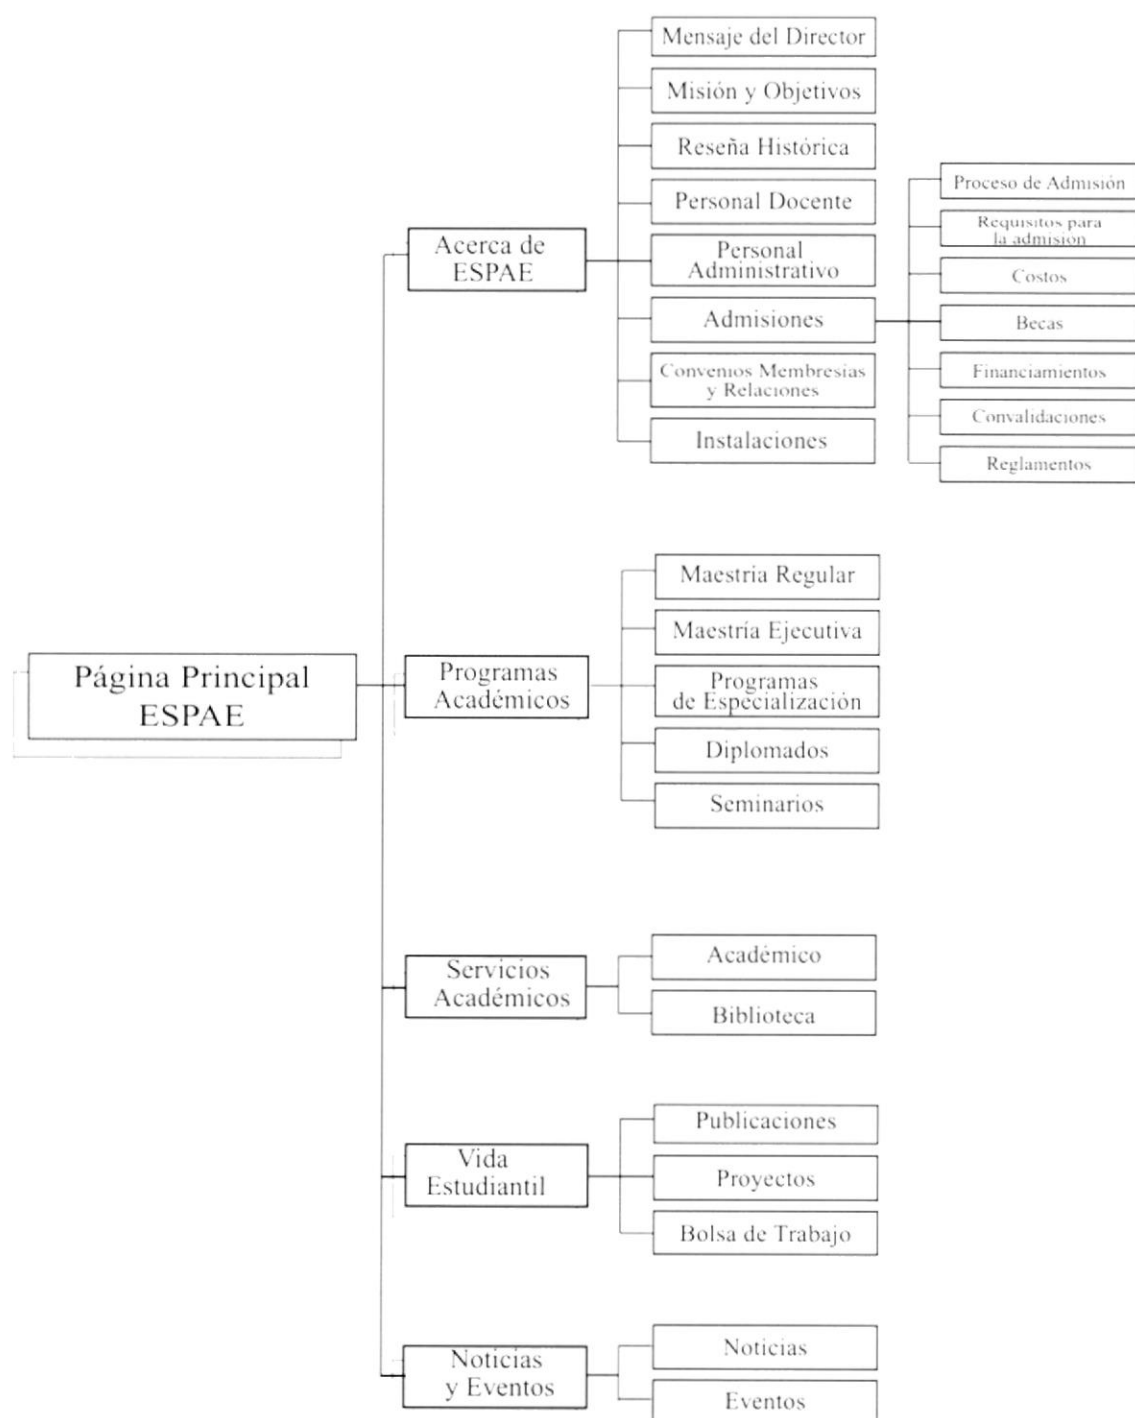 Mensaje del Director
Misión y Objetivos
Reseña Histórica
Personal Docente
Personal
Administrativo
Admisiones
Convenios Membresías
y Relaciones
Instalaciones
Proceso de Admisión
Requisitos para
la admisión
Costos
Becas
Financiamientos
Convalidaciones
Reglamentos
Acerca de
ESPAE
Página Principal
ESPAE
Programas
Académicos
Maestria Regular
Maestría Ejecutiva
Programas
de Especialización
Diplomados
Seminarios
Servicios
Académicos
Académico
Biblioteca
Vida
Estudiantil
Publicaciones
Proyectos
Bolsa de Trabajo
Noticias
y Eventos
Noticias
Eventos